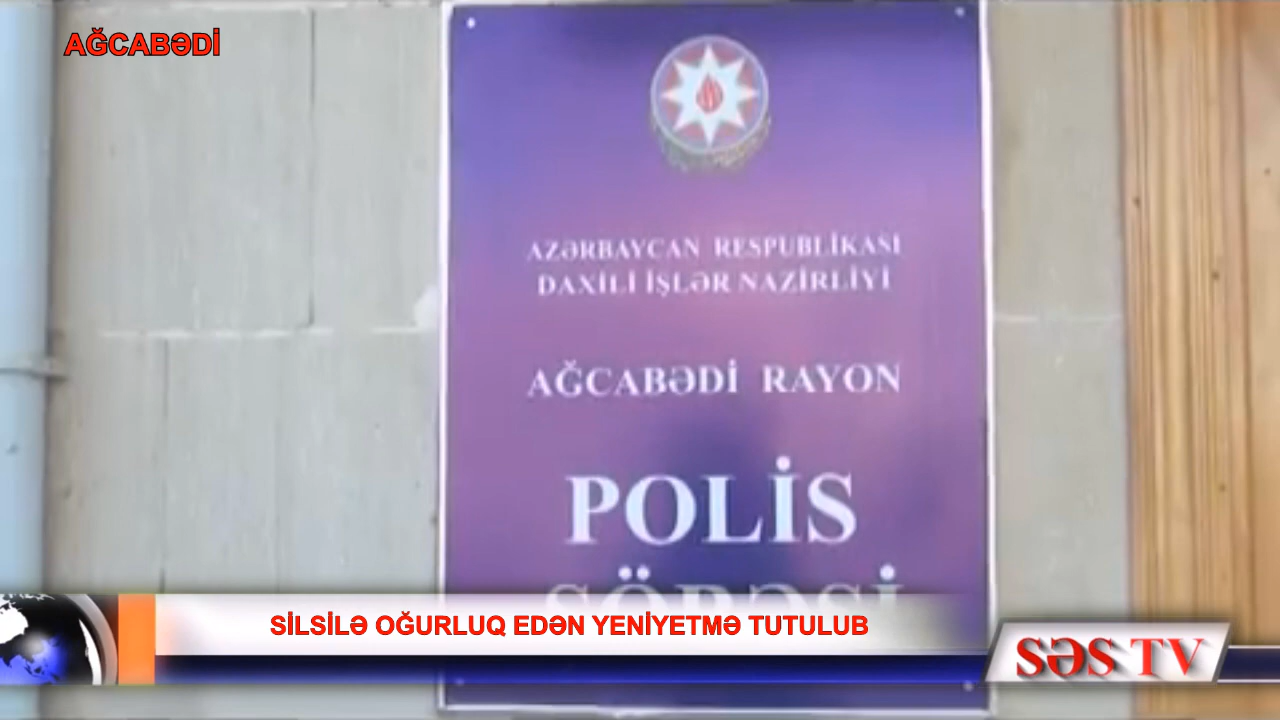 AĞCABƏDİ
AZƏRBAYCAN RESPUBLİKASI
DAXİLİ İŞLƏR NAZİRLİYİ
AĞCABƏDİ RAYON
POLİS
ŞÖBƏSİ
SİLSİLƏ OĞURLUQ EDƏN YENİYETMƏ TUTULUB
SƏS TV